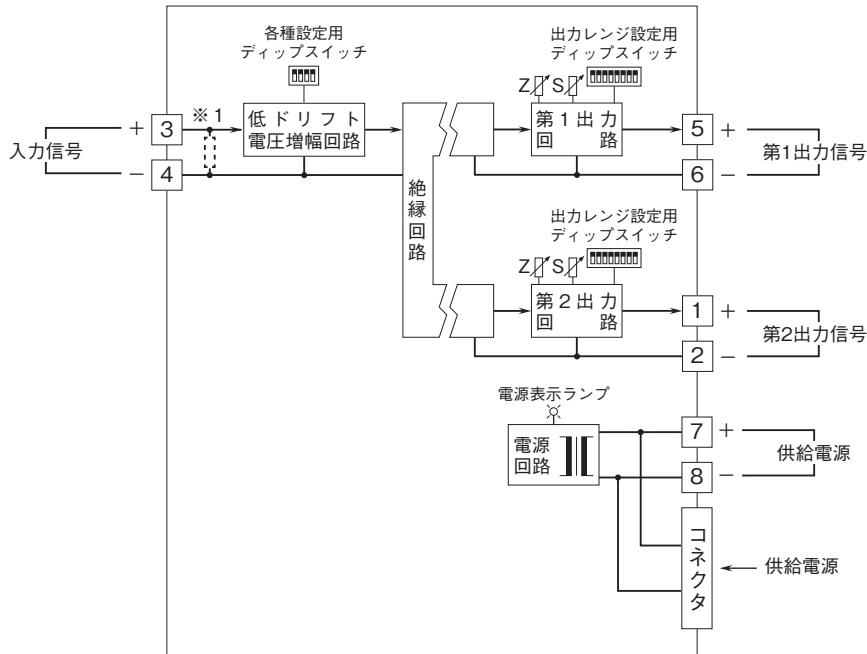 各種設定用
ディップスイッチ
出力レンジ設定用
ディップスイッチ
Z
S
＋
3
※1
低ドリフト
電圧増幅回路
第1出力
回　　路
5
＋
入力信号
第1出力信号
－
4
6
－
絶縁回路
出力レンジ設定用
ディップスイッチ
Z
S
第2出力
回　　路
1
＋
第2出力信号
2
－
電源表示ランプ
電源
回路
7
＋
供給電源
8
－
コネクタ
供給電源